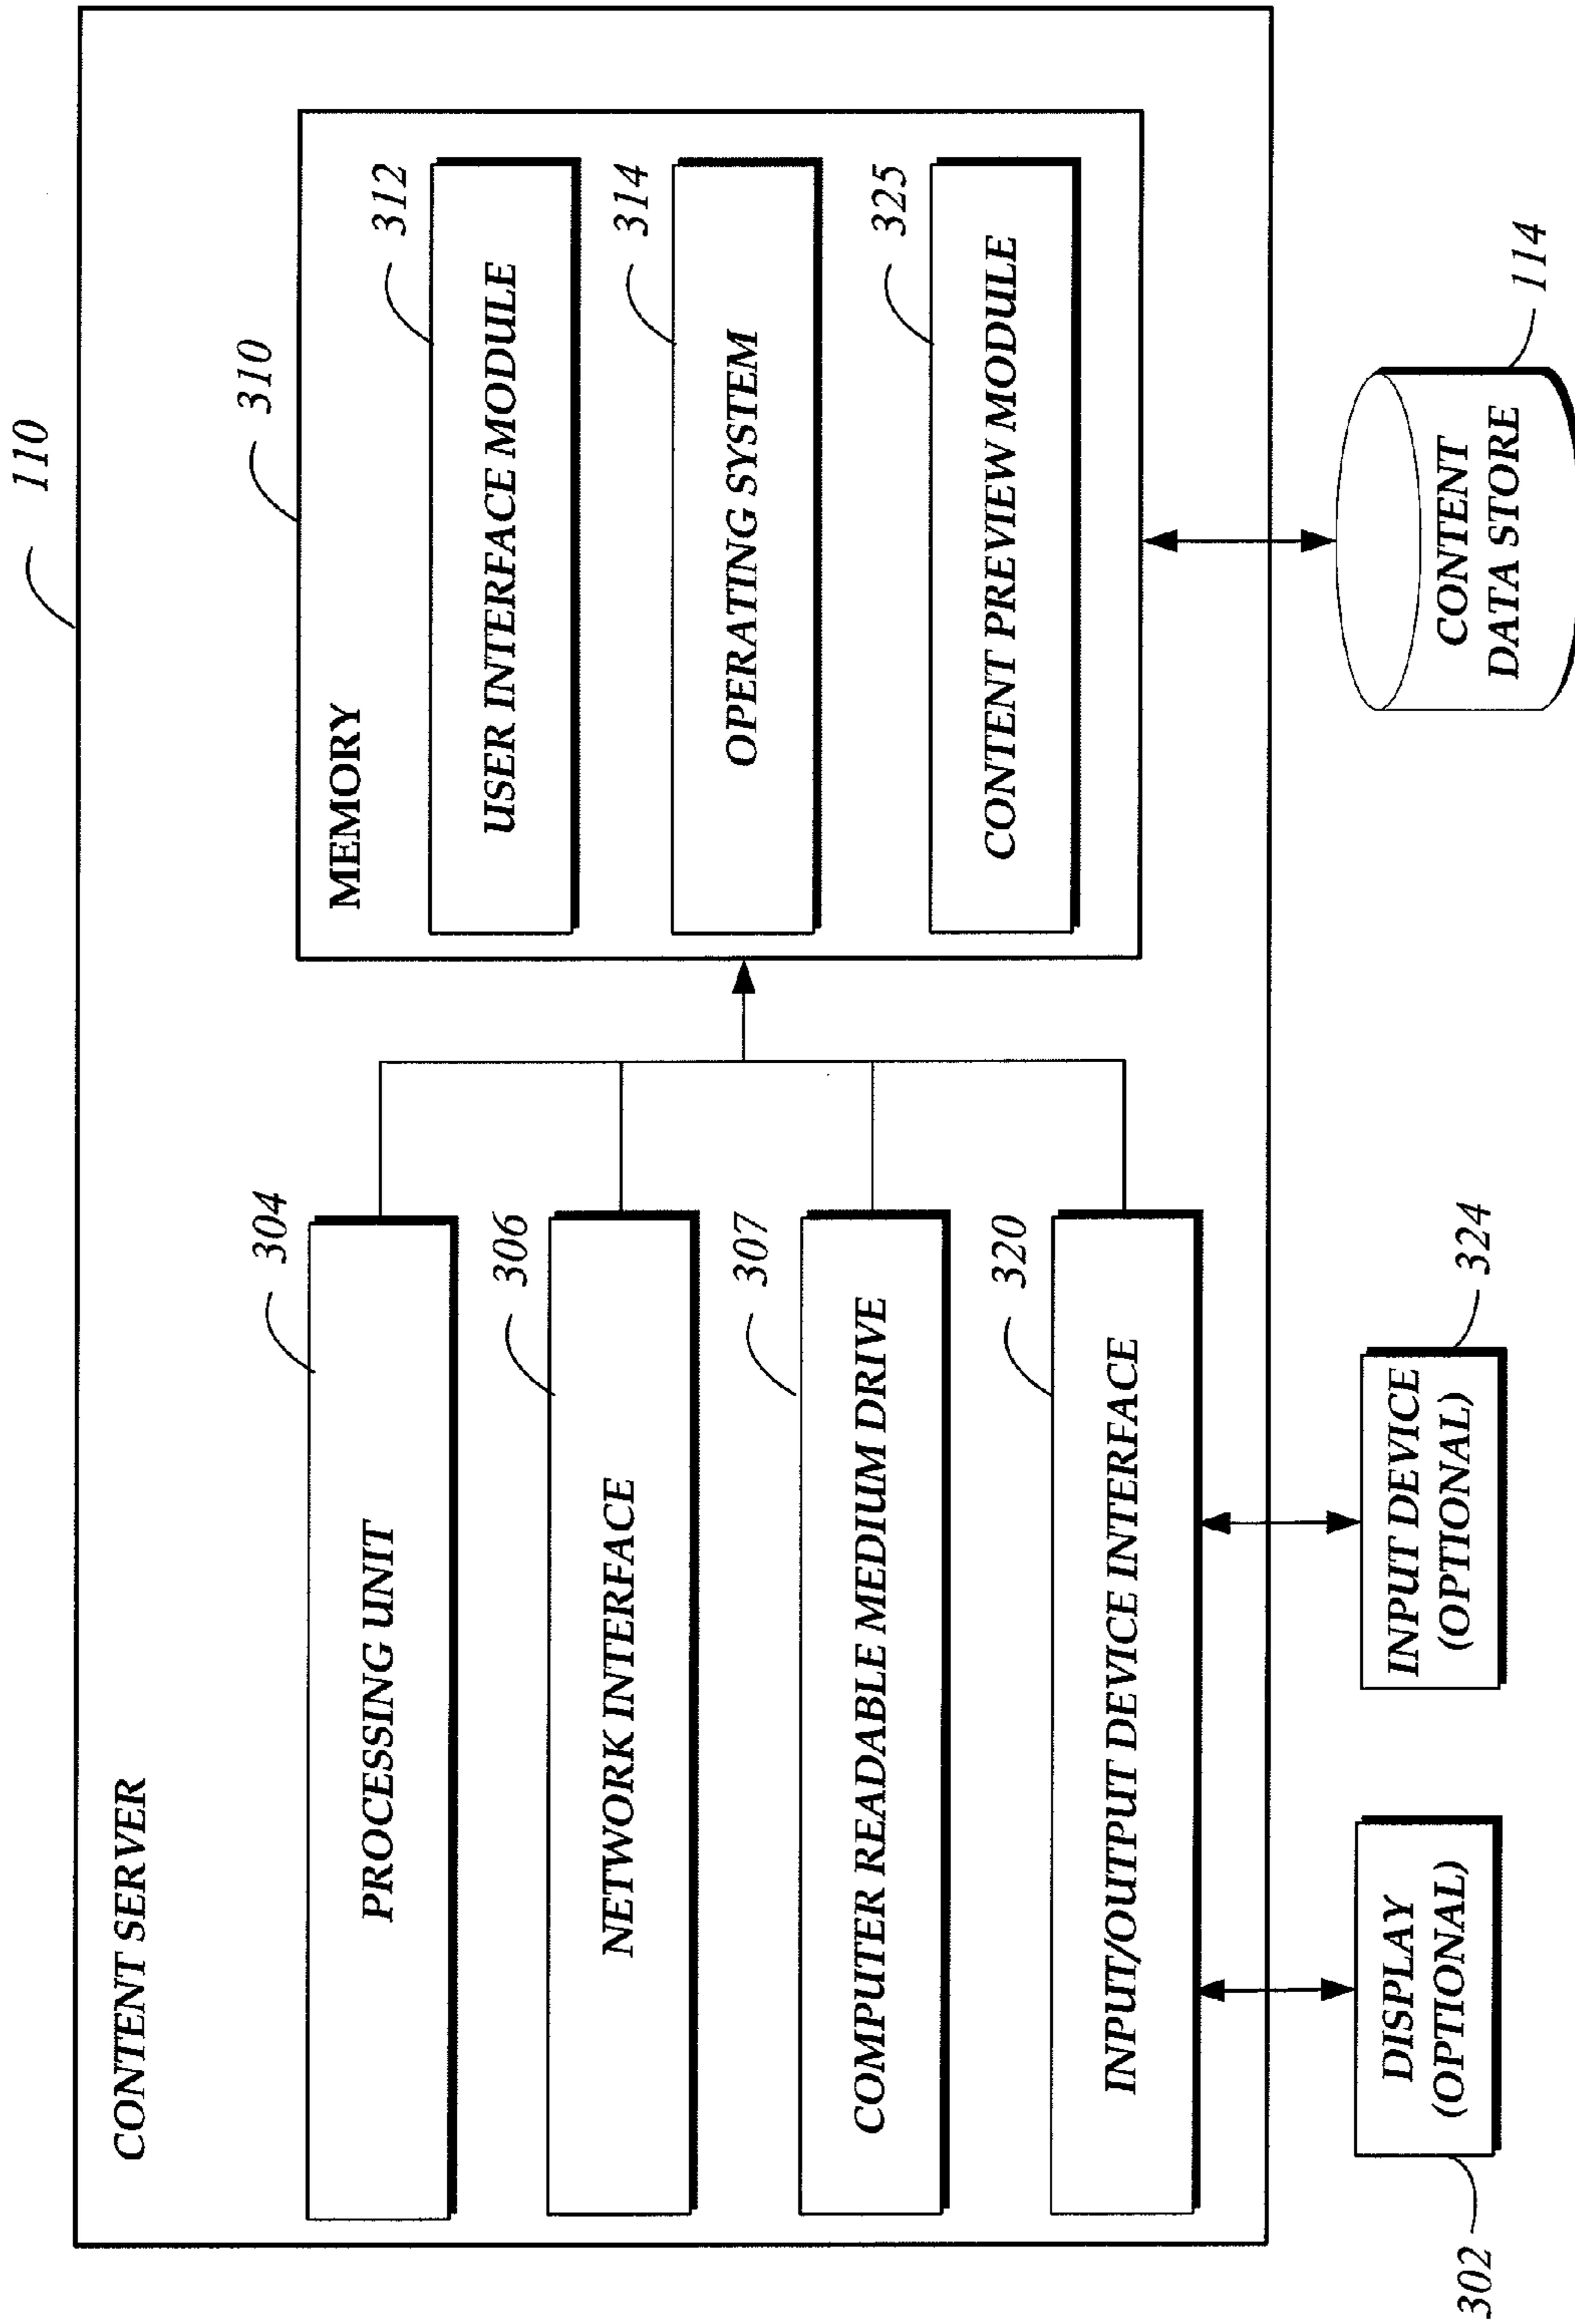 110
CONTENT SERVER
304
PROCESSING UNIT
306
NETWORK INTERFACE
307
COMPUTER READABLE MEDIUM DRIVE
320
INPUT/OUTPUT DEVICE INTERFACE
310
MEMORY
312
USER INTERFACE MODULE
314
OPERATING SYSTEM
325
CONTENT PREVIEW MODULE
302
DISPLAY
(OPTIONAL)
324
INPUT DEVICE
(OPTIONAL)
114
CONTENT
DATA STORE